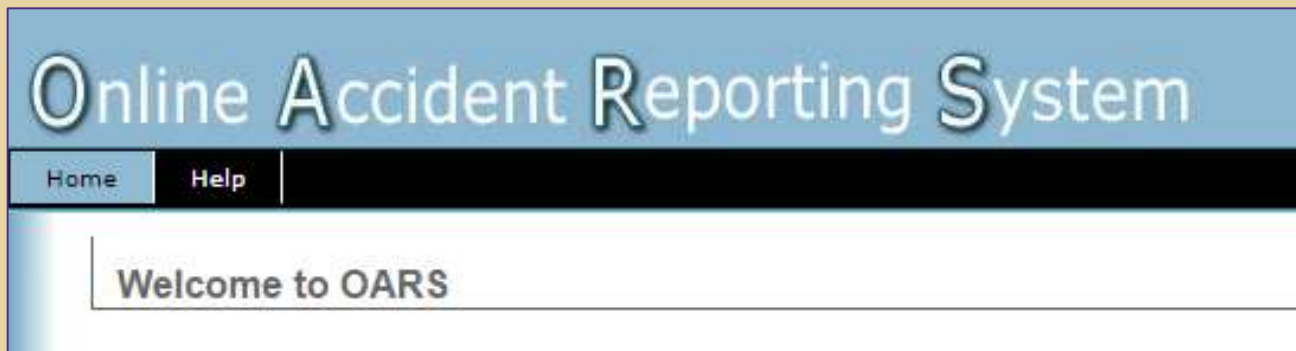 Online Accident Reporting System
Home Help
Welcome to OARS